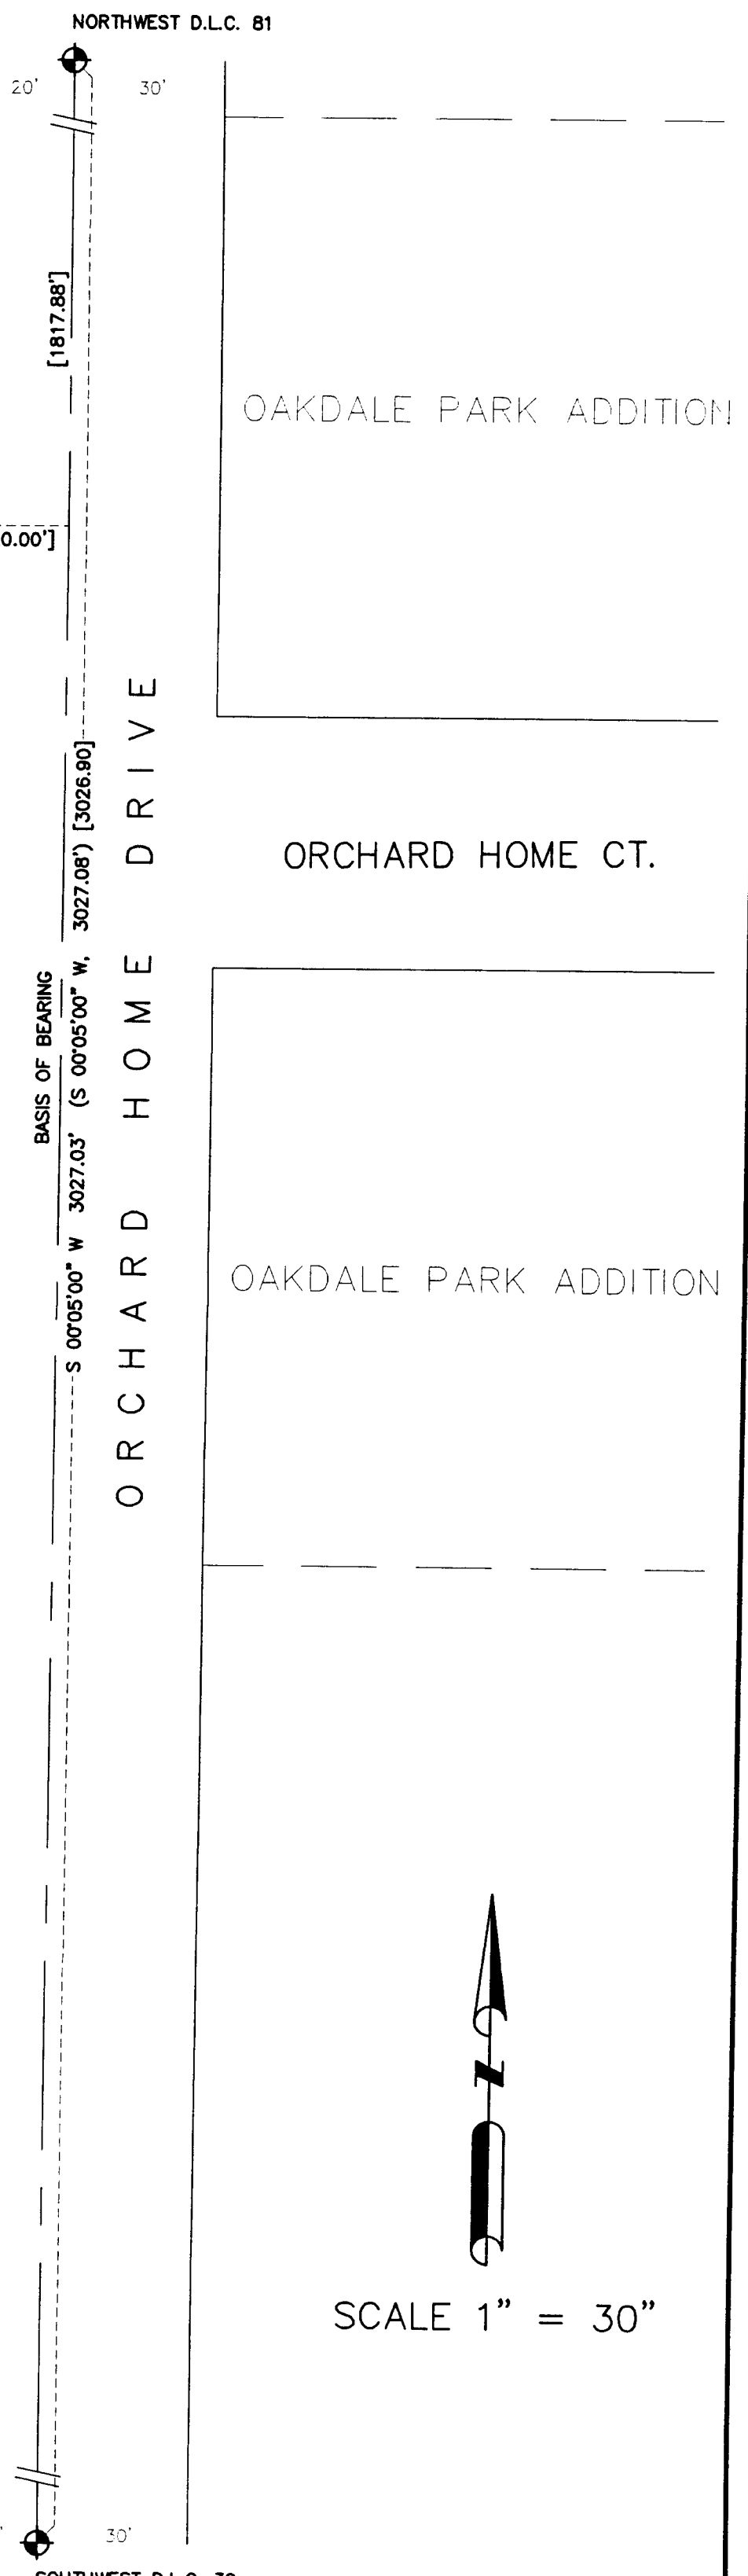 NORTHWEST D.L.C. 81
20'
30'
[1817.88']
OAKDALE PARK ADDITION
0.00']
S 00°05'00" W 3027.03' (S 00°05'00" W, 3027.08') [3026.90]
BASIS OF BEARING
ORCHARD HOME DRIVE
ORCHARD HOME CT.
OAKDALE PARK ADDITION
N
SCALE 1" = 30"
30'
SOUTHWEST D.L.C.